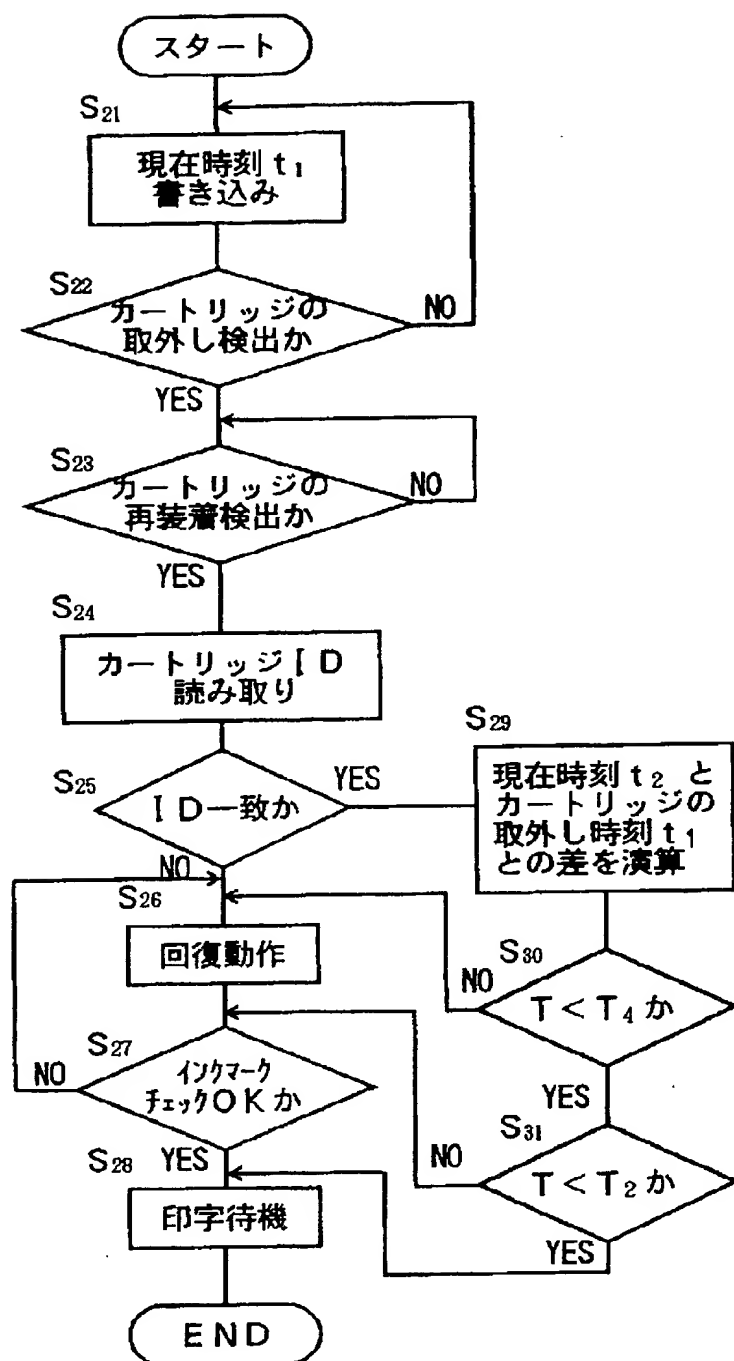 スタート
S21
現在時刻 t1
書き込み
S22
カートリッジの
取外し検出か
NO
YES
S23
カートリッジの
再装着検出か
NO
YES
S24
カートリッジID
読み取り
S25
ID一致か
YES
NO
S29
現在時刻 t2 と
カートリッジの
取外し時刻 t1
との差を演算
S26
回復動作
S30
T<T4か
NO
YES
S27
インクマーク
チェックOKか
NO
YES
S31
T<T2か
NO
YES
S28
印字待機
END